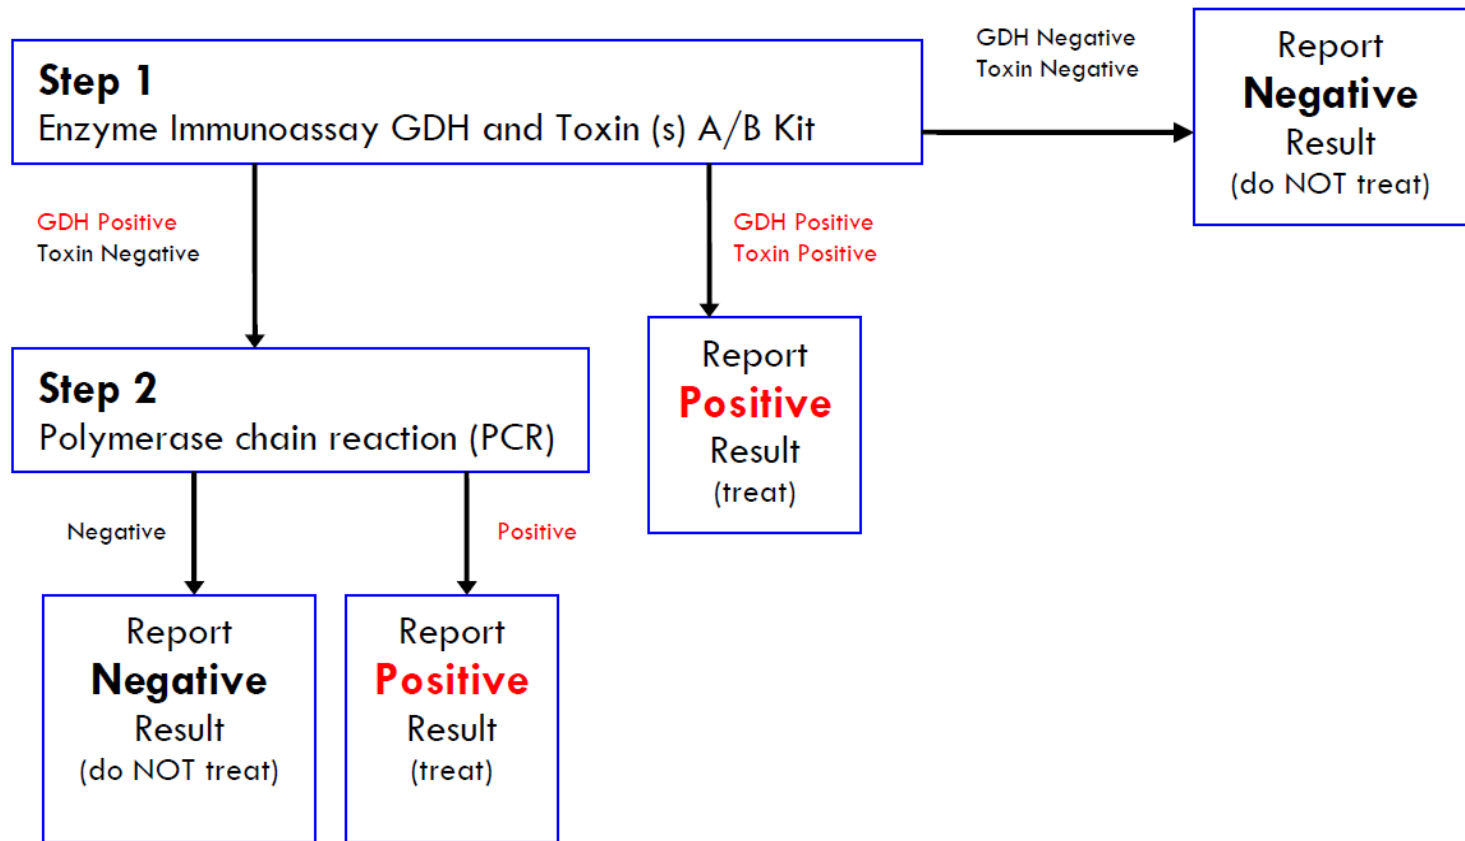 Step 1
Enzyme Immunoassay GDH and Toxin (s) A/B Kit
GDH Negative
Toxin Negative
Report
Negative
Result
(do NOT treat)
GDH Positive
Toxin Negative
GDH Positive
Toxin Positive
Report
Positive
Result
(treat)
Step 2
Polymerase chain reaction (PCR)
Negative
Positive
Report
Negative
Result
(do NOT treat)
Report
Positive
Result
(treat)